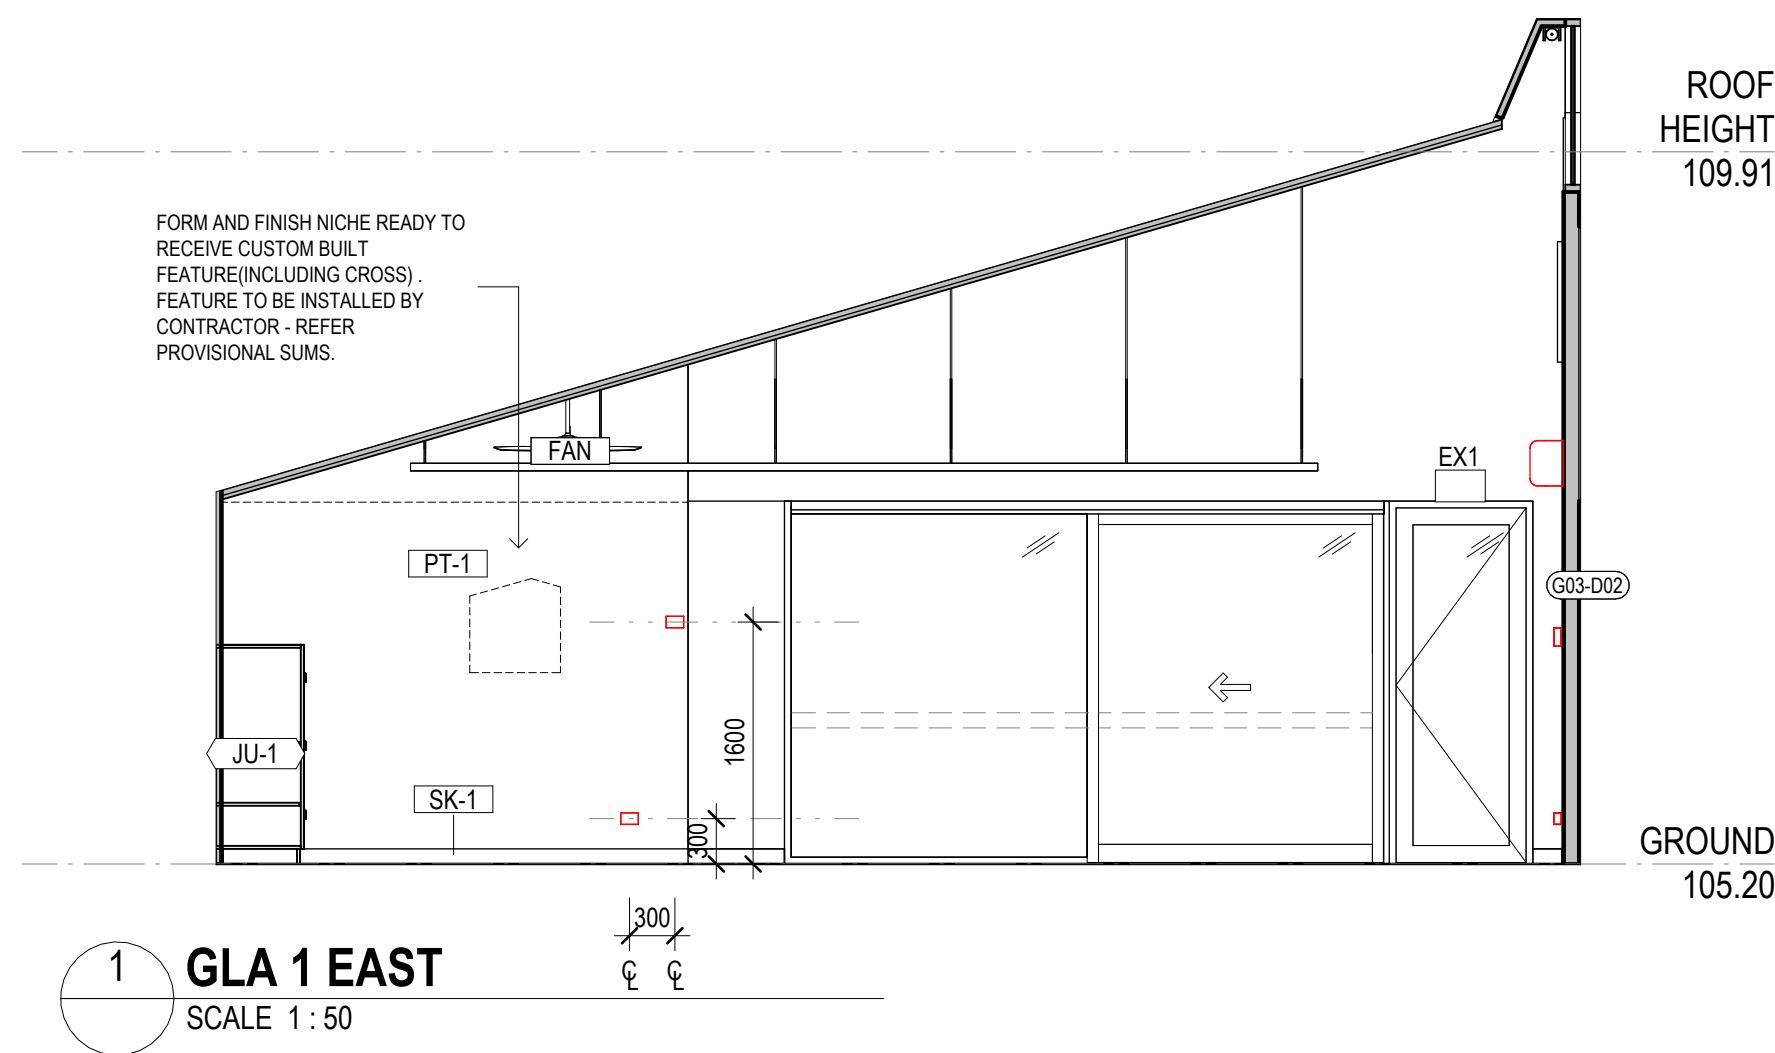 ROOF
HEIGHT
109.91
FORM AND FINISH NICHE READY TO
RECEIVE CUSTOM BUILT
FEATURE(INCLUDING CROSS) .
FEATURE TO BE INSTALLED BY
CONTRACTOR - REFER
PROVISIONAL SUMS.
FAN
EX1
PT-1
G03-D02
1600
JU-1
SK-1
300
GROUND
105.20
300
℄ ℄
1
GLA 1 EAST
SCALE 1 : 50